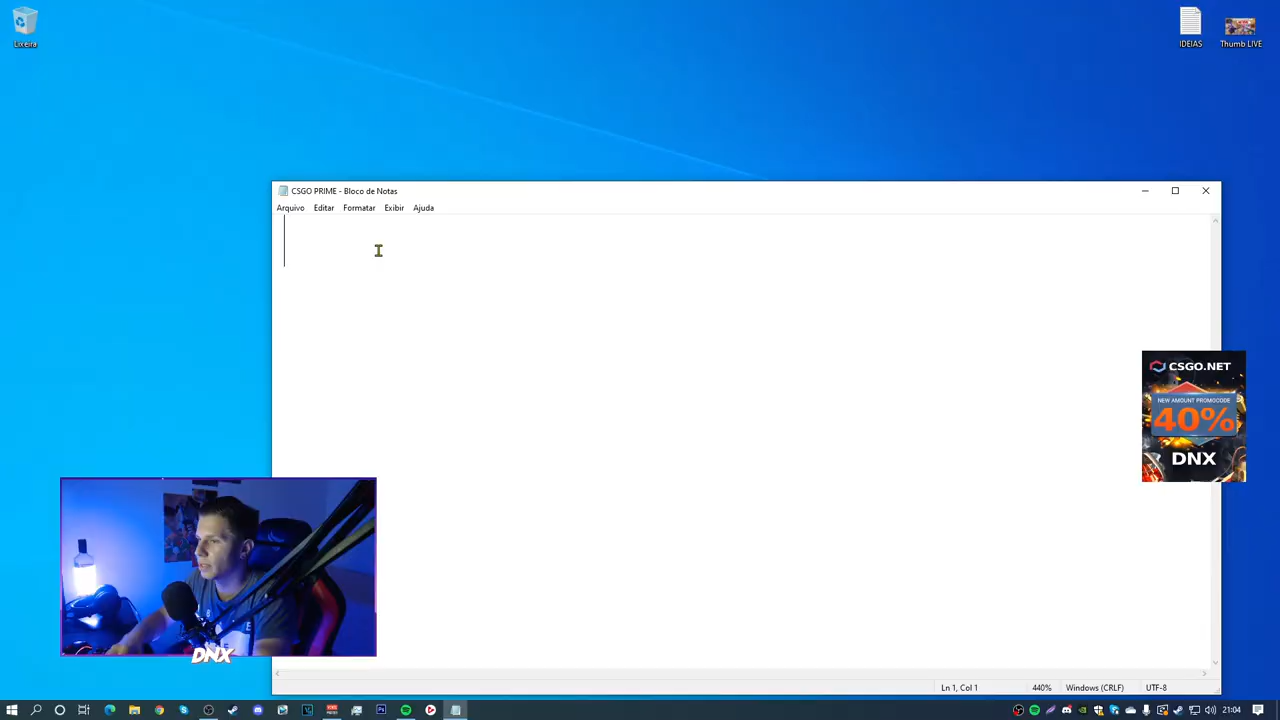 Lixeira
IDEIAS
Thumb LIVE
CSGO PRIME - Bloco de Notas
Arquivo Editar Formatar Exibir Ajuda
CSGO.NET
NEW AMOUNT PROMOCODE
40%
DNX
DNX
Ln 1, Col 1 440% Windows (CRLF) UTF-8
21:04